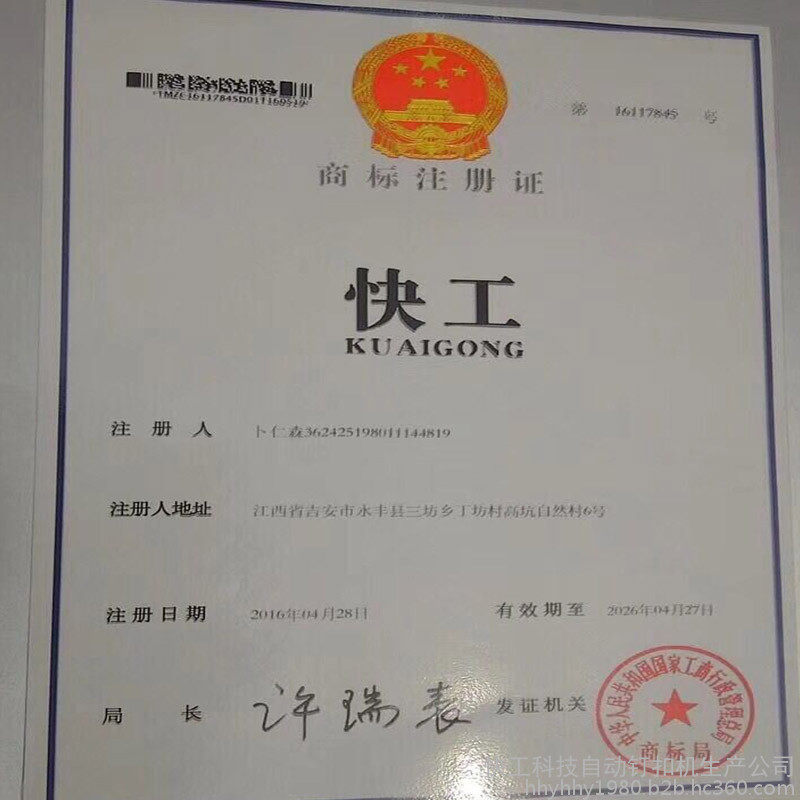 *TMZC16117845D011160519*
第 16117845 号
商标注册证
快工
KUAIGONG
注册人 卜仁森362425198011144819
注册人地址 江西省吉安市永丰县三坊乡丁坊村高坑自然村6号
注册日期 2016年04月28日 有效期至 2026年04月27日
局长 许瑞表 发证机关
中华人民共和国国家工商行政管理总局
商标局
工科技自动针扣机生产公司
hhyhhy1980.b2b.hc360.com